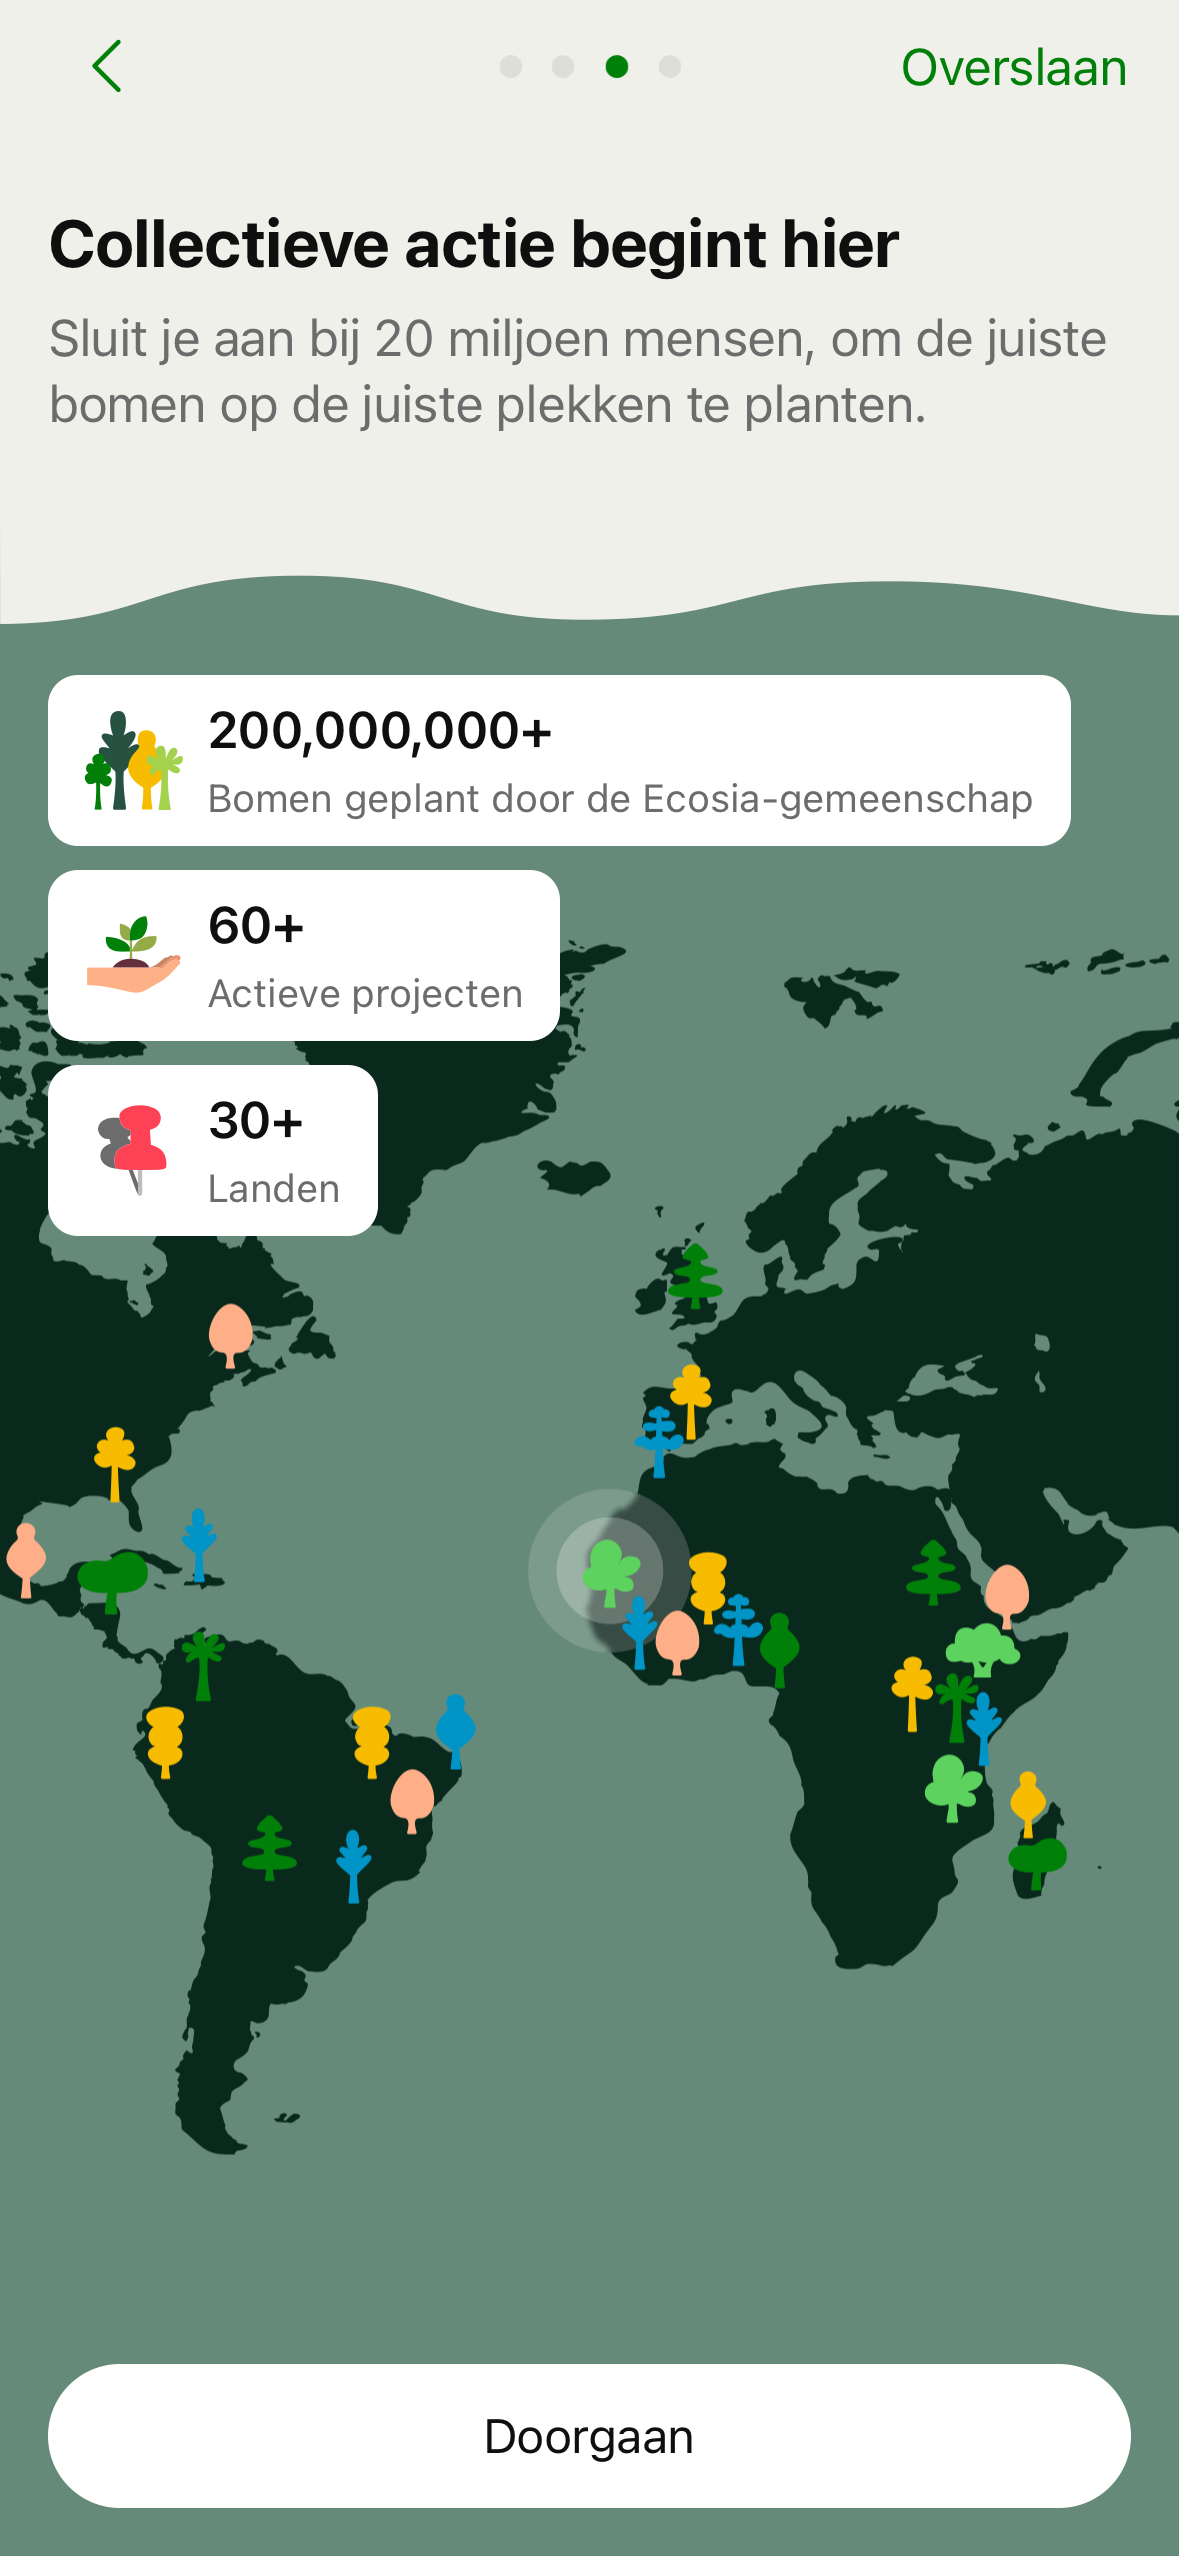 Overslaan
Collectieve actie begint hier
Sluit je aan bij 20 miljoen mensen, om de juiste
bomen op de juiste plekken te planten.
200,000,000+
Bomen geplant door de Ecosia-gemeenschap
60+
Actieve projecten
30+
Landen
Doorgaan